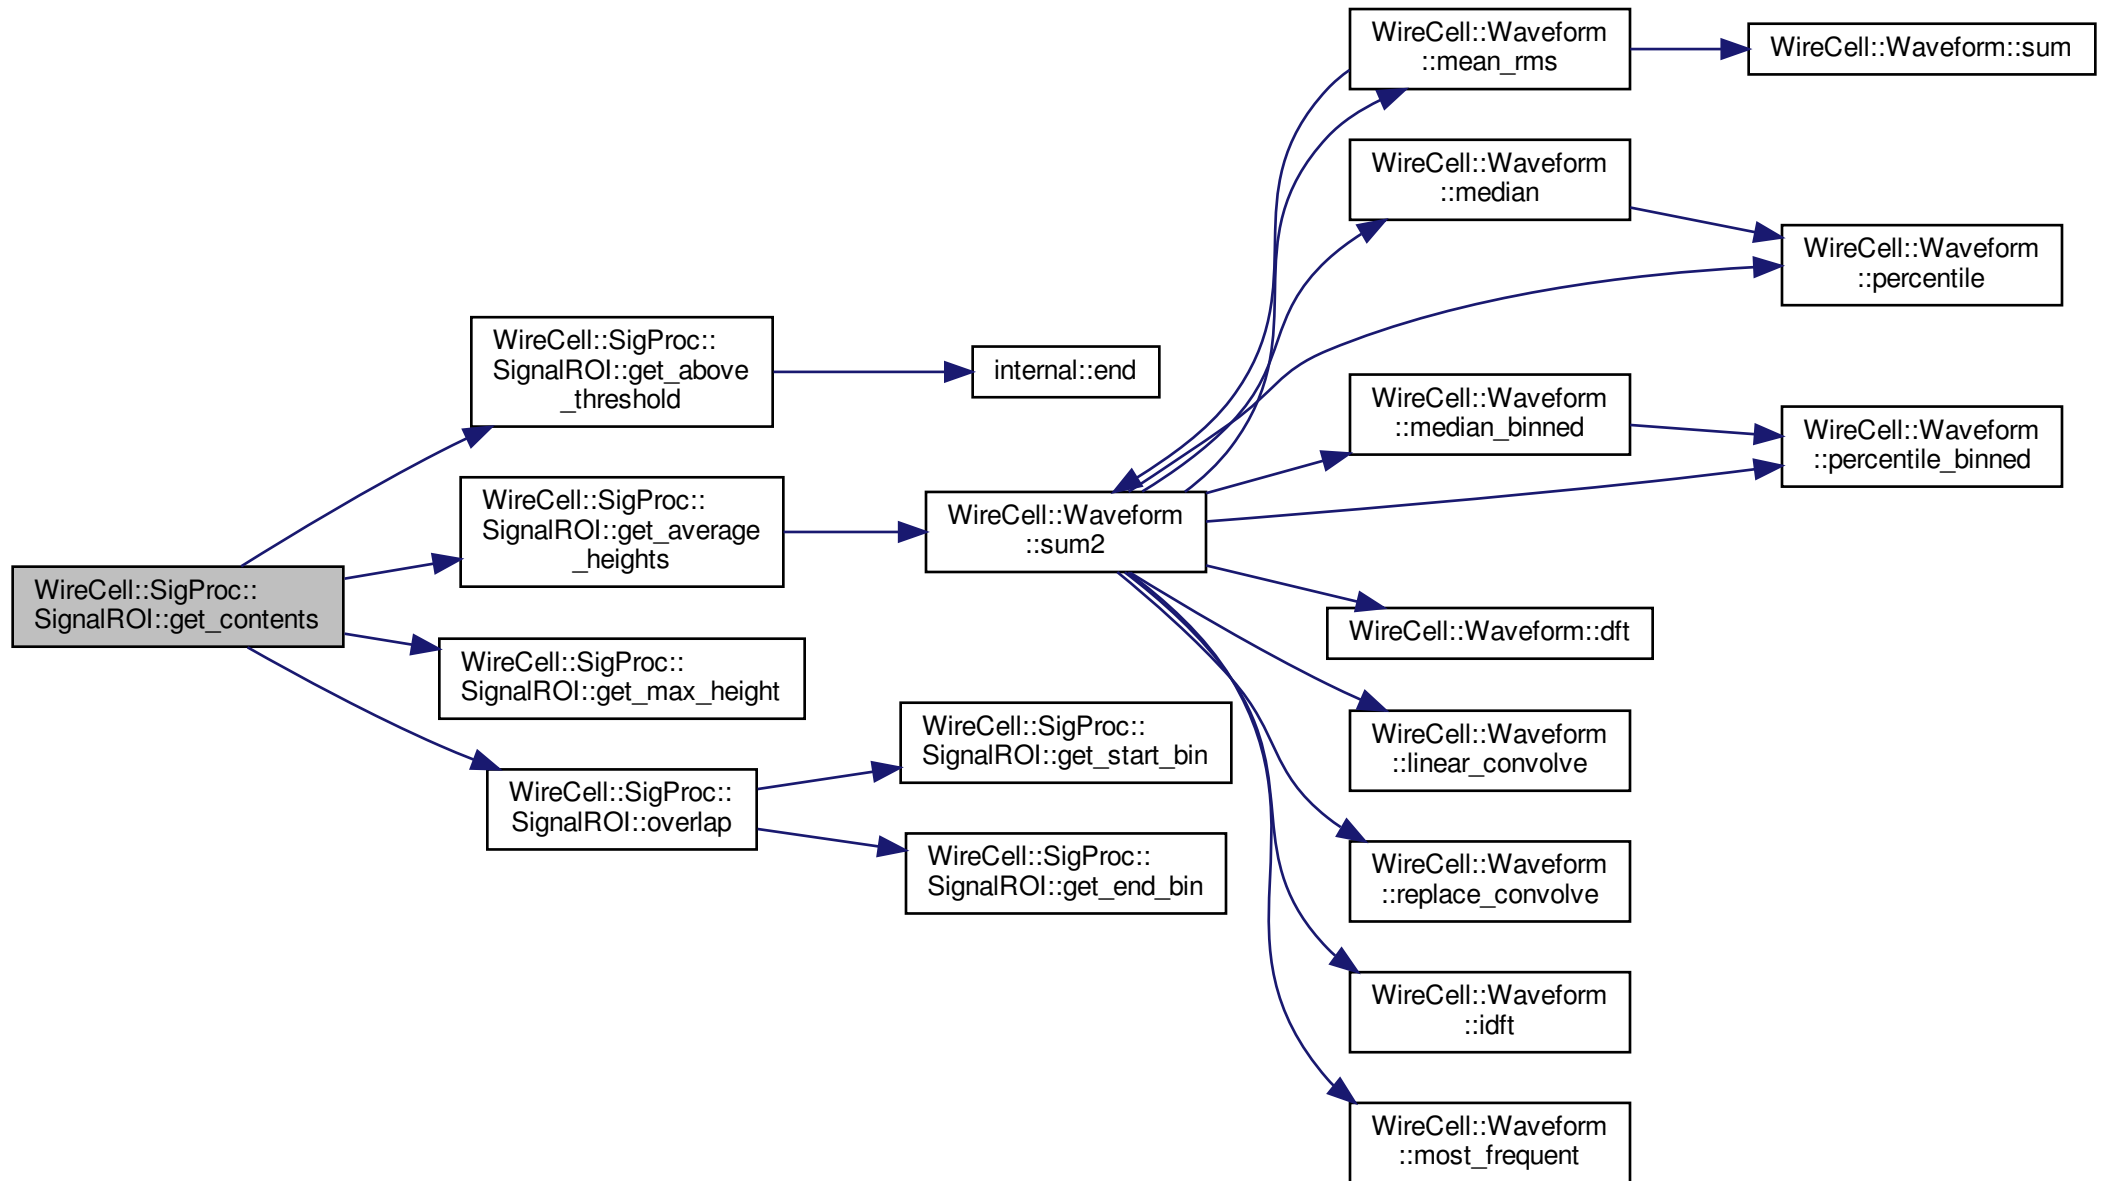 WireCell::SigProc::
SignalROI::get_contents
WireCell::SigProc::
SignalROI::get_above
_threshold
internal::end
WireCell::SigProc::
SignalROI::get_average
_heights
WireCell::Waveform
::sum2
WireCell::Waveform
::mean_rms
WireCell::Waveform::sum
WireCell::Waveform
::median
WireCell::Waveform
::percentile
WireCell::Waveform
::median_binned
WireCell::Waveform
::percentile_binned
WireCell::Waveform::dft
WireCell::Waveform
::linear_convolve
WireCell::Waveform
::replace_convolve
WireCell::Waveform
::idft
WireCell::Waveform
::most_frequent
WireCell::SigProc::
SignalROI::get_max_height
WireCell::SigProc::
SignalROI::overlap
WireCell::SigProc::
SignalROI::get_start_bin
WireCell::SigProc::
SignalROI::get_end_bin